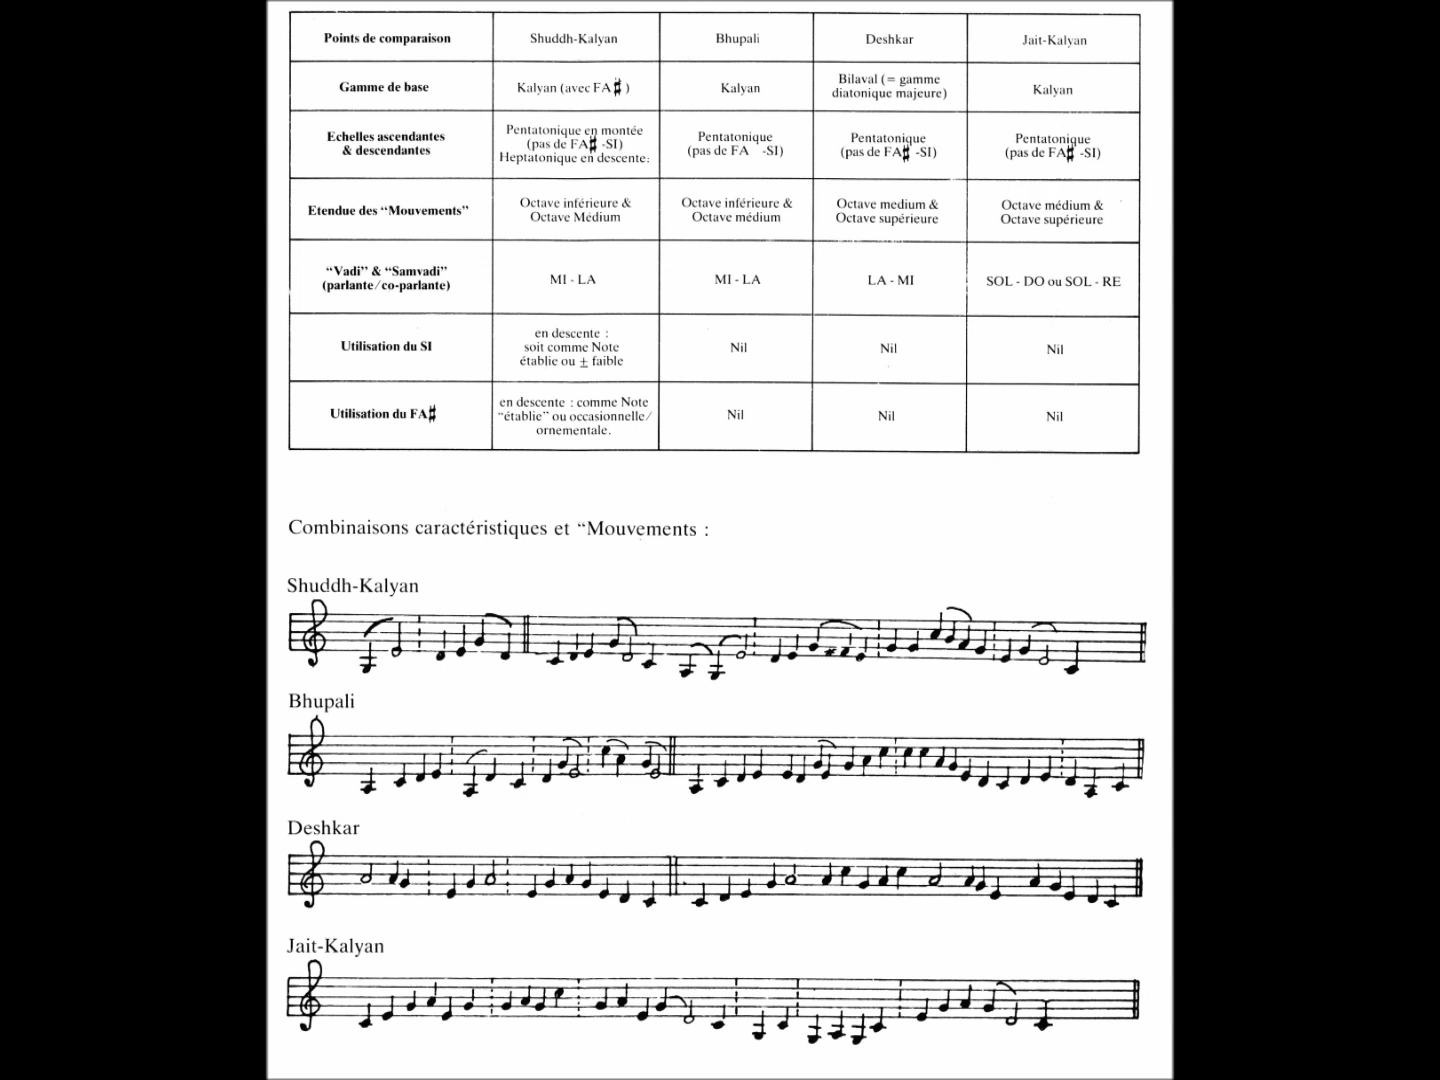 Points de comparaison Shuddh-Kalyan Bhupali Deshkar Jait-Kalyan
Gamme de base Kalyan (avec FA♯) Kalyan Bilaval (= gamme
diatonique majeure) Kalyan
Echelles ascendantes
& descendantes Pentatonique en montée
(pas de FA♯ -SI)
Heptatonique en descente: Pentatonique
(pas de FA -SI) Pentatonique
(pas de FA♯ -SI) Pentatonique
(pas de FA♯ -SI)
Etendue des “Mouvements” Octave inférieure &
Octave Médium Octave inférieure &
Octave médium Octave medium &
Octave supérieure Octave médium &
Octave supérieure
“Vadi” & “Samvadi”
(parlante/co-parlante) MI - LA MI - LA LA - MI SOL - DO ou SOL - RE
Utilisation du SI en descente :
soit comme Note
établie ou ± faible Nil Nil Nil
Utilisation du FA♯ en descente : comme Note
“établie” ou occasionnelle/
ornementale. Nil Nil Nil
Combinaisons caractéristiques et “Mouvements :
Shuddh-Kalyan
Bhupali
Deshkar
Jait-Kalyan